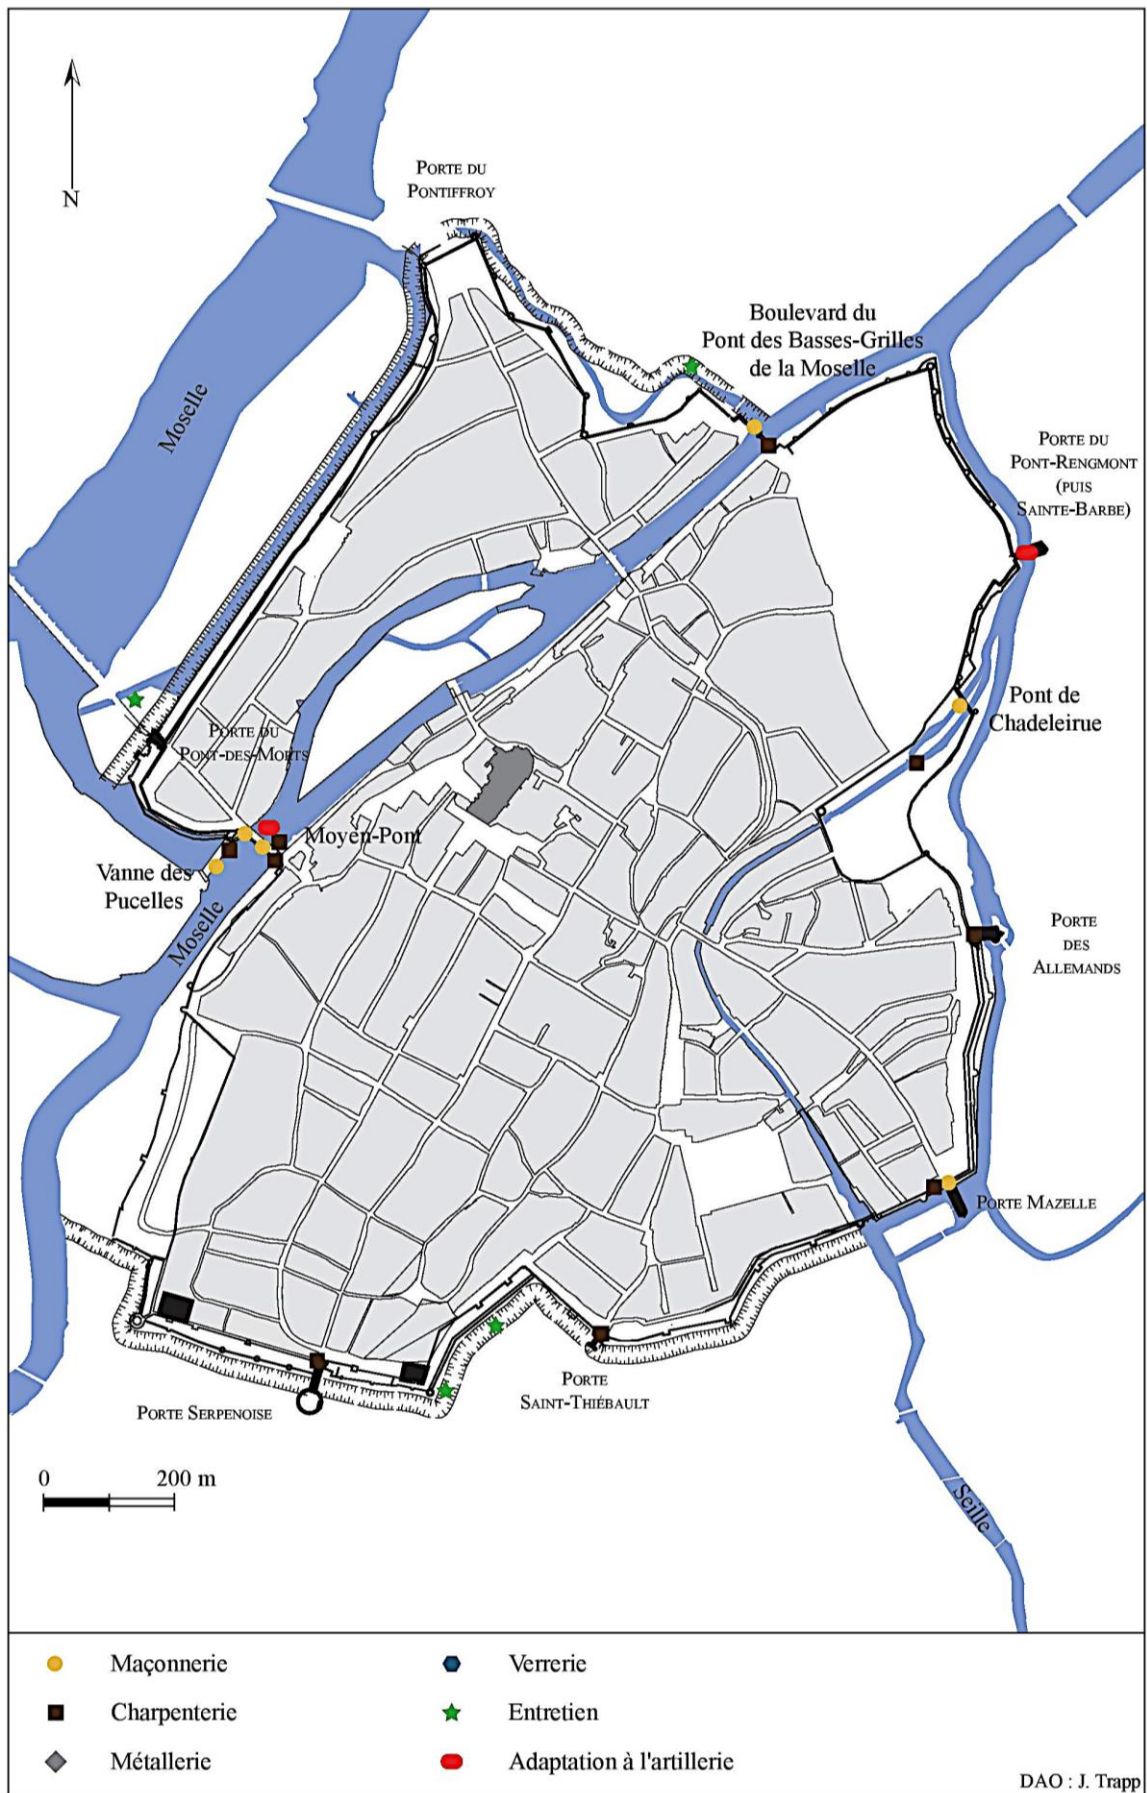 N
PORTE DU
PONTIFFROY
Boulevard du
Pont des Basses-Grilles
de la Moselle
Moselle
PORTE DU
PONT-RENGMONT
(PUIS
SAINTE-BARBE)
Pont de
Chadeleirue
PORTE DU
PONT-DES-MORTS
Moyen-Pont
Vanne des
Pucelles
Moselle
PORTE
DES
ALLEMANDS
PORTE MAZELLE
PORTE
SAINT-THIÉBAULT
PORTE SERPENOISE
0 200 m
Seille
Maçonnerie
Verrerie
Charpenterie
Entretien
Métallerie
Adaptation à l'artillerie
DAO : J. Trapp